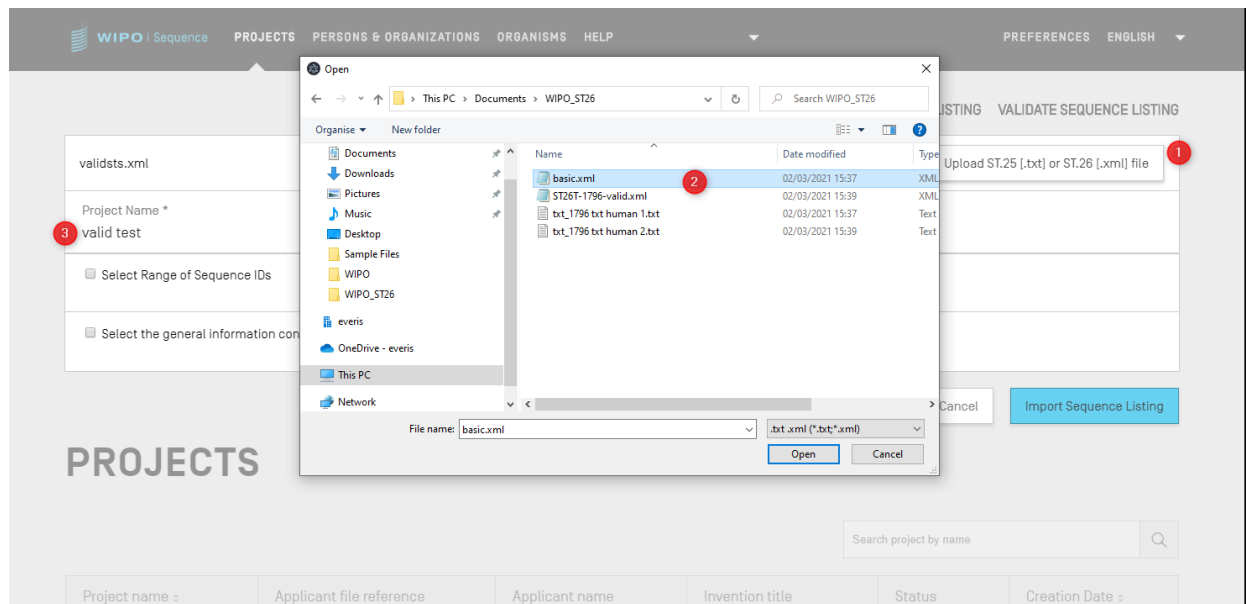 WIPO | Sequence PROJECTS PERSONS & ORGANIZATIONS ORGANISMS HELP PREFERENCES ENGLISH
Open
This PC > Documents > WIPO_ST26 Search WIPO_ST26
LISTING VALIDATE SEQUENCE LISTING
Organise New folder
validsts.xml
Upload ST.25 [.txt] or ST.26 [.xml] file 1
Documents
Downloads
Pictures
Music
Desktop
Sample Files
WIPO
WIPO_ST26
everis
OneDrive - everis
This PC
Network
Name Date modified Type
basic.xml 2 02/03/2021 15:37 XML
ST26T-1796-valid.xml 02/03/2021 15:39 XML
txt_1796 txt human 1.txt 02/03/2021 15:37 Text
txt_1796 txt human 2.txt 02/03/2021 15:39 Text
Project Name *
3 valid test
Select Range of Sequence IDs
Select the general information con
Cancel Import Sequence Listing
File name: basic.xml .txt .xml (*.txt;*.xml)
Open Cancel
PROJECTS
Search project by name
Project name Applicant file reference Applicant name Invention title Status Creation Date